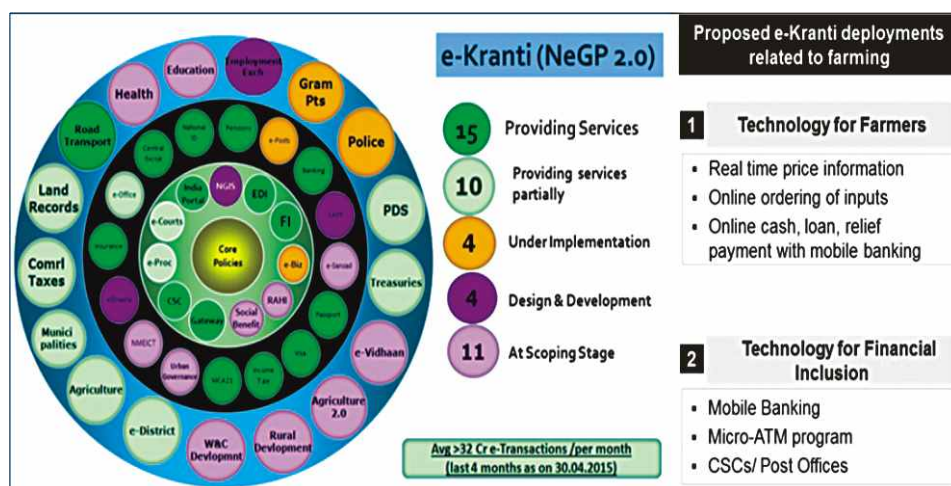 Education
Employment
Exch
Gram
Pts
Police
PDS
Treasuries
e-Vidhaan
Agriculture
2.0
Rural
Devlopment
W&C
Devlopmnt
e-District
Agriculture
Munici
palities
Comrl
Taxes
Land
Records
Road
Transport
Health
National
ID
Pensions
e-Posts
Banking
e-Sansad
Passport
Visa
Income
Tax
MCA21
Urban
Governance
NMEICT
Insurance
e-Office
Central
Excise
India
Portal
NGIS
EDI
FI
e-Biz
RAHI
Social
Benefit
Gateway
CSC
e-Proc
e-Courts
Core
Policies
e-Kranti (NeGP 2.0)
15 Providing Services
10 Providing
services
partially
4 Under Implementation
4 Design & Development
11 At Scoping Stage
Avg >32 Cr e-Transactions /per month
(last 4 months as on 30.04.2015)
Proposed e-Kranti deployments
related to farming
1 Technology for Farmers
• Real time price information
• Online ordering of inputs
• Online cash, loan, relief
payment with mobile banking
2 Technology for Financial
Inclusion
• Mobile Banking
• Micro-ATM program
• CSCs/ Post Offices